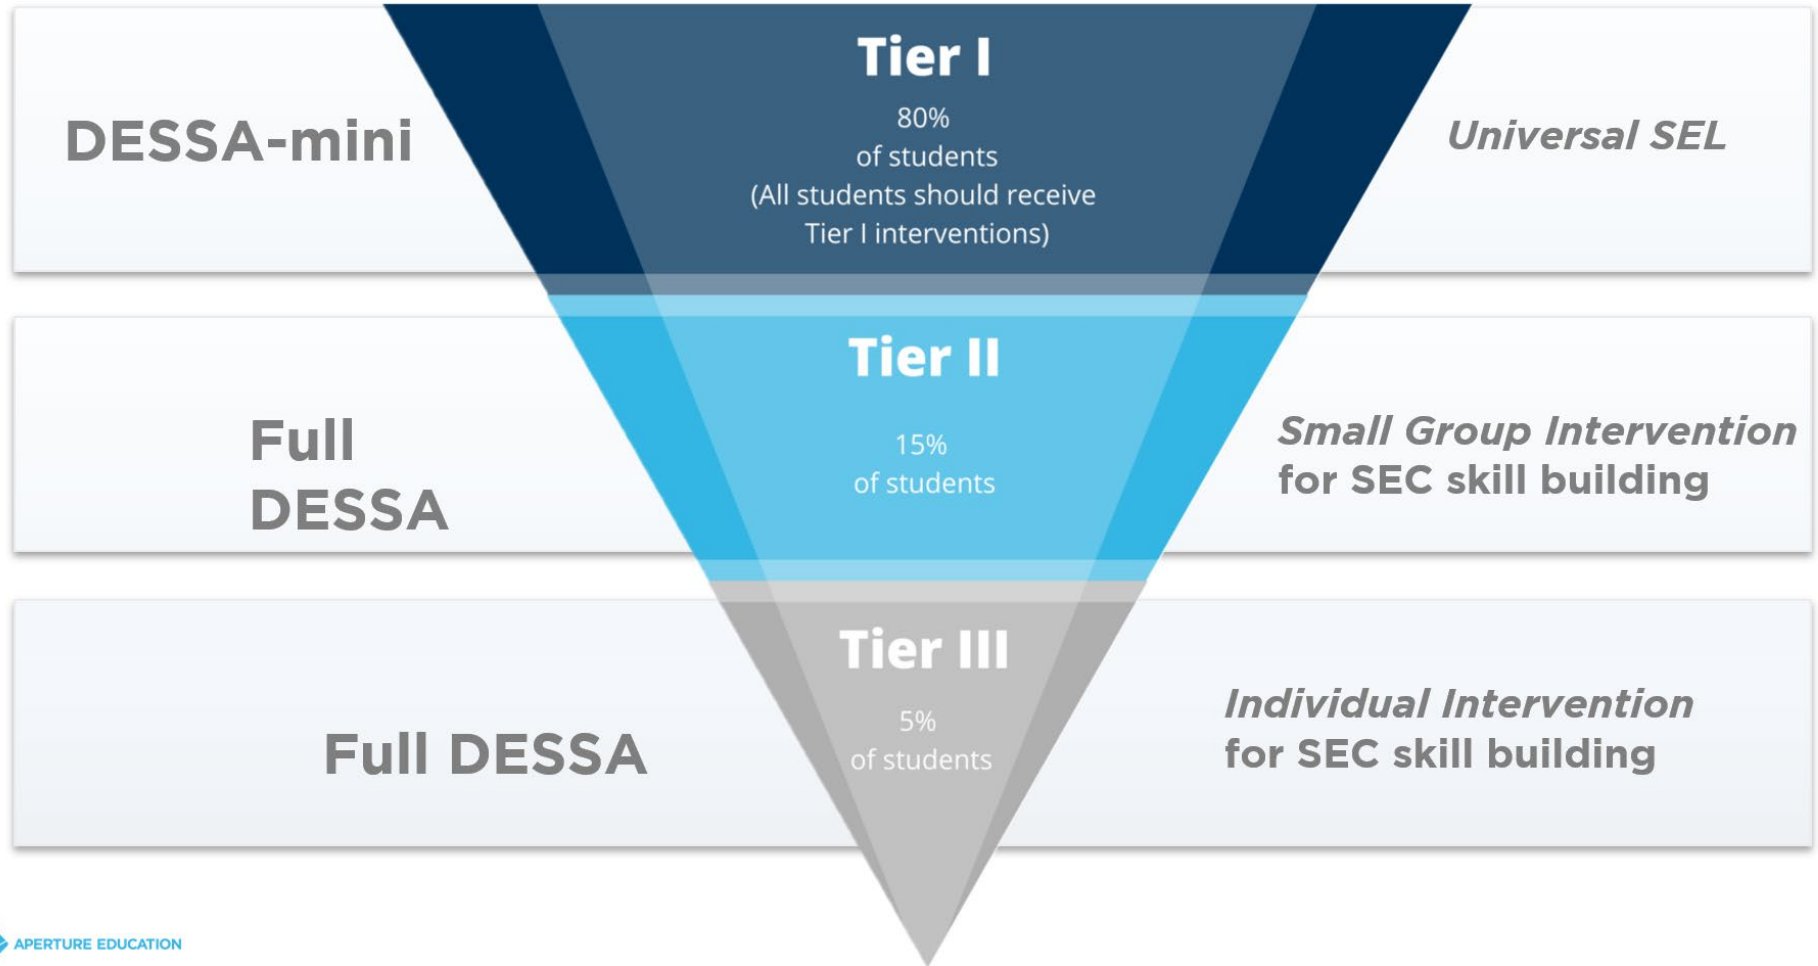 DESSA-mini
Tier I
80%
of students
(All students should receive
Tier I interventions)
Universal SEL
Full
DESSA
Tier II
15%
of students
Small Group Intervention
for SEC skill building
Full DESSA
Tier III
5%
of students
Individual Intervention
for SEC skill building
APERTURE EDUCATION